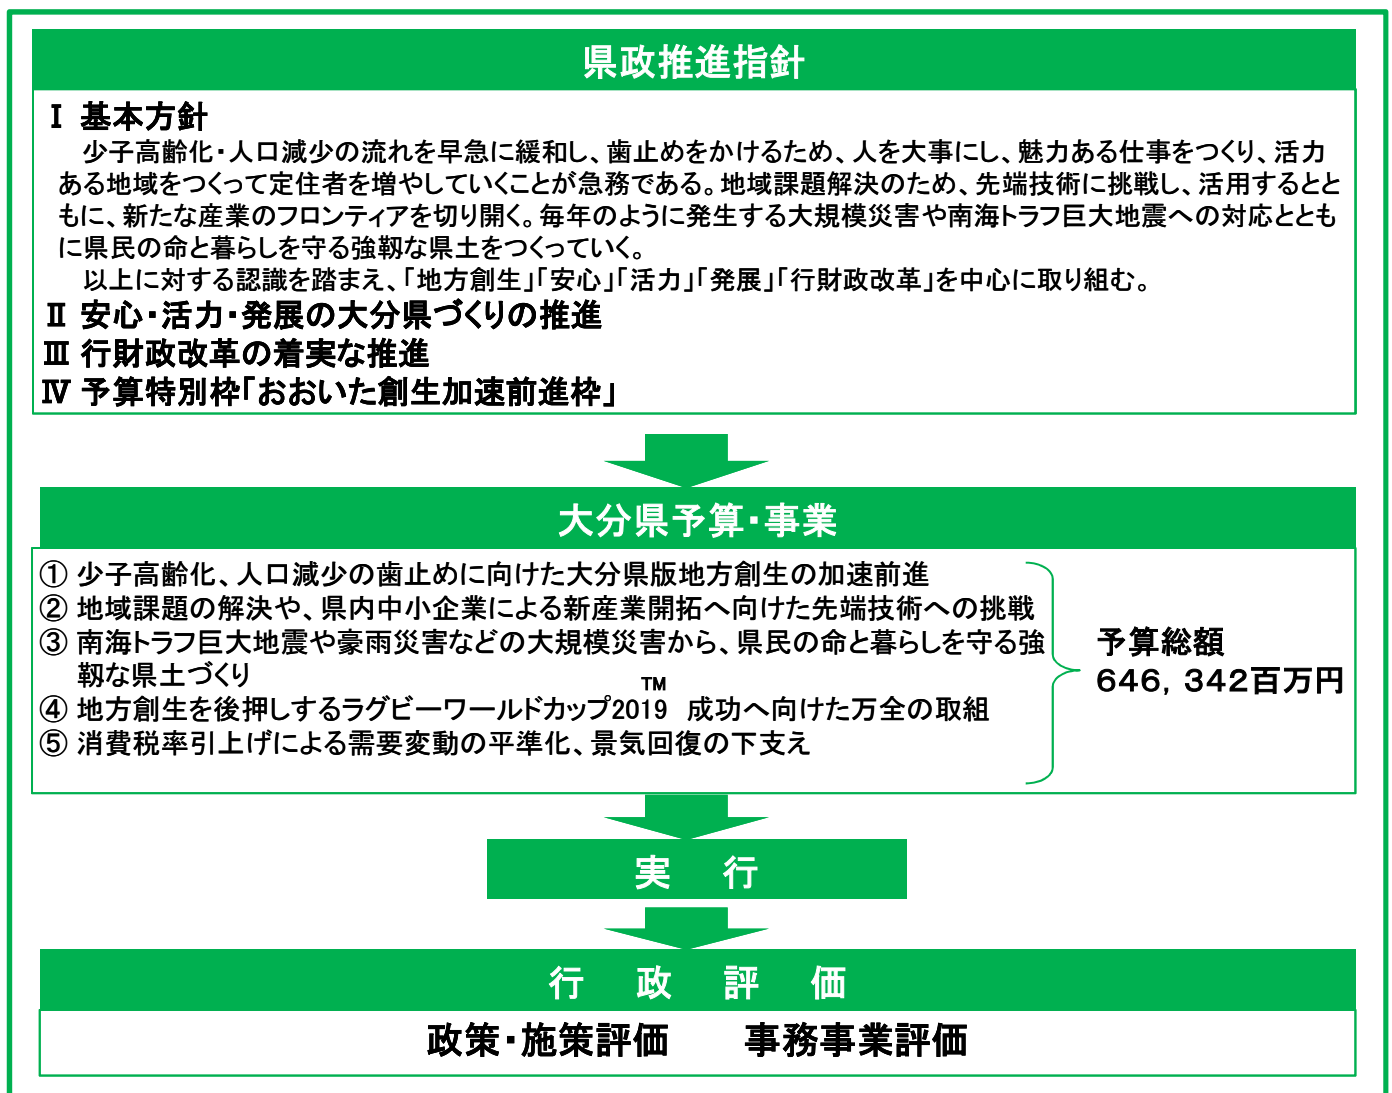 県政推進指針
Ⅰ 基本方針
少子高齢化・人口減少の流れを早急に緩和し、歯止めをかけるため、人を大事にし、魅力ある仕事をつくり、活力
ある地域をつくって定住者を増やしていくことが急務である。地域課題解決のため、先端技術に挑戦し、活用するとと
もに、新たな産業のフロンティアを切り開く。毎年のように発生する大規模災害や南海トラフ巨大地震への対応ととも
に県民の命と暮らしを守る強靱な県土をつくっていく。
以上に対する認識を踏まえ、「地方創生」「安心」「活力」「発展」「行財政改革」を中心に取り組む。
Ⅱ 安心・活力・発展の大分県づくりの推進
Ⅲ 行財政改革の着実な推進
Ⅳ 予算特別枠「おおいた創生加速前進枠」
大分県予算・事業
① 少子高齢化、人口減少の歯止めに向けた大分県版地方創生の加速前進
② 地域課題の解決や、県内中小企業による新産業開拓へ向けた先端技術への挑戦
③ 南海トラフ巨大地震や豪雨災害などの大規模災害から、県民の命と暮らしを守る強
靱な県土づくり
④ 地方創生を後押しするラグビーワールドカップ2019™ 成功へ向けた万全の取組
⑤ 消費税率引上げによる需要変動の平準化、景気回復の下支え
予算総額
646，342百万円
実　行
行　政　評　価
政策・施策評価　　事務事業評価